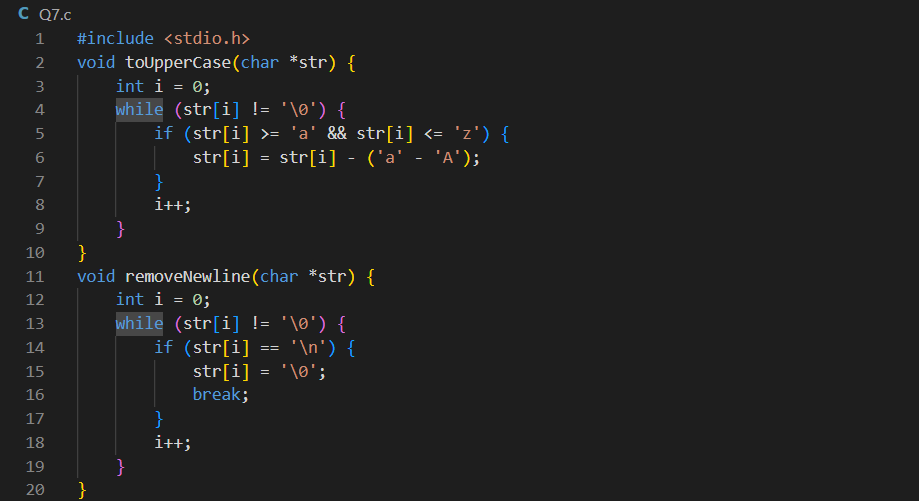 C Q7.c
1 #include <stdio.h>
2 void toUpperCase(char *str) {
3     int i = 0;
4     while (str[i] != '\0') {
5         if (str[i] >= 'a' && str[i] <= 'z') {
6             str[i] = str[i] - ('a' - 'A');
7         }
8         i++;
9     }
10 }
11 void removeNewline(char *str) {
12     int i = 0;
13     while (str[i] != '\0') {
14         if (str[i] == '\n') {
15             str[i] = '\0';
16             break;
17         }
18         i++;
19     }
20 }